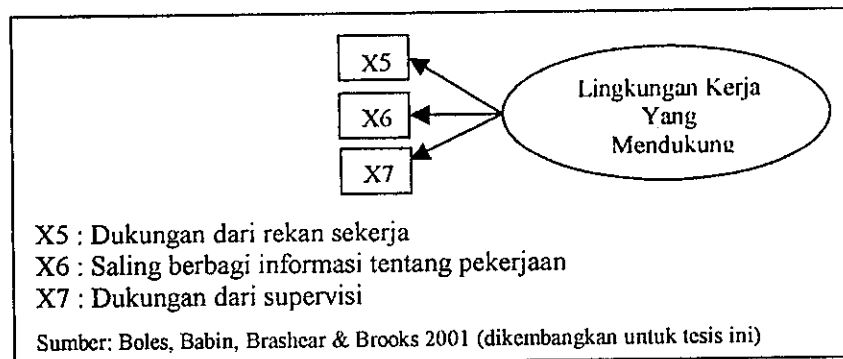 X5
X6
X7
Lingkungan Kerja
Yang
Mendukung
X5 : Dukungan dari rekan sekerja
X6 : Saling berbagi informasi tentang pekerjaan
X7 : Dukungan dari supervisi
Sumber: Boles, Babin, Brashear & Brooks 2001 (dikembangkan untuk tesis ini)